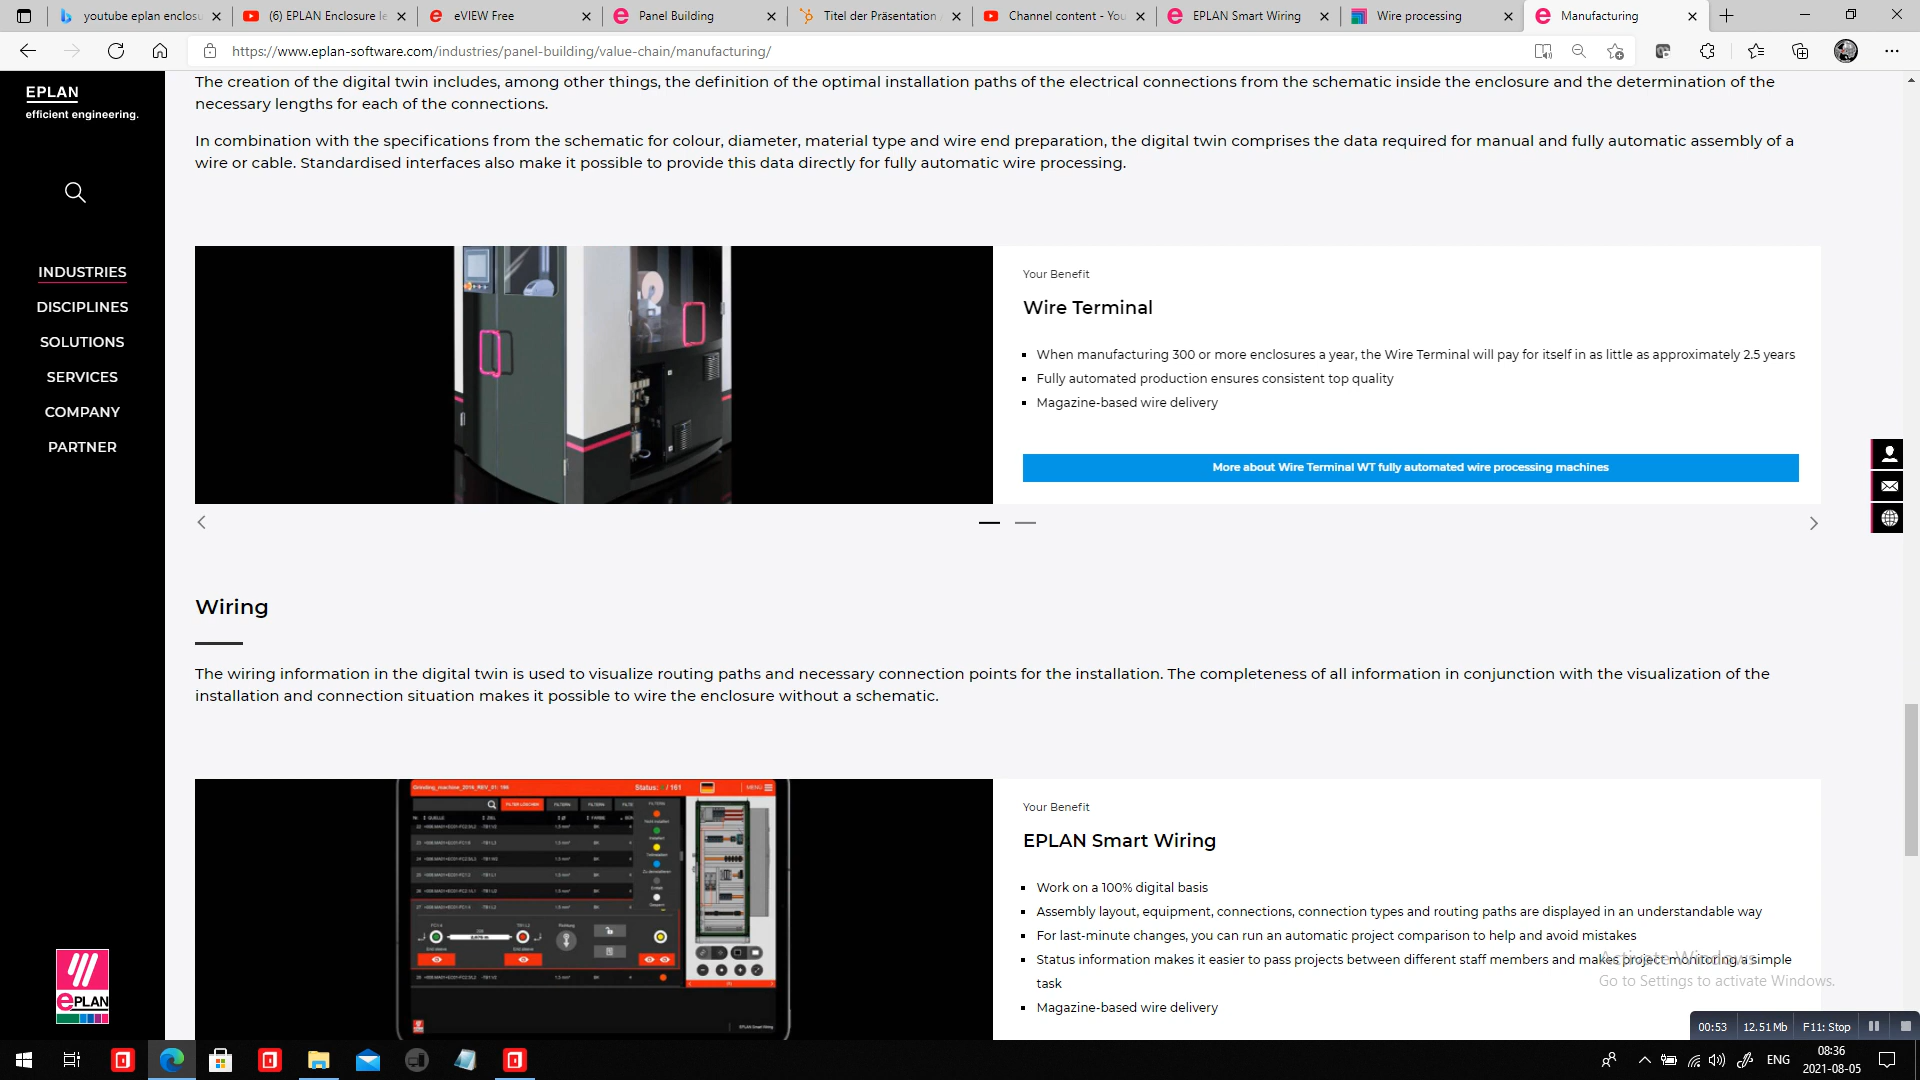 youtube eplan enclosu
(6) EPLAN Enclosure le
eVIEW Free
Panel Building
Titel der Präsentation
Channel content - You
EPLAN Smart Wiring
Wire processing
Manufacturing
https://www.eplan-software.com/industries/panel-building/value-chain/manufacturing/
EPLAN
efficient engineering.
INDUSTRIES
DISCIPLINES
SOLUTIONS
SERVICES
COMPANY
PARTNER
The creation of the digital twin includes, among other things, the definition of the optimal installation paths of the electrical connections from the schematic inside the enclosure and the determination of the
necessary lengths for each of the connections.
In combination with the specifications from the schematic for colour, diameter, material type and wire end preparation, the digital twin comprises the data required for manual and fully automatic assembly of a
wire or cable. Standardised interfaces also make it possible to provide this data directly for fully automatic wire processing.
Your Benefit
Wire Terminal
When manufacturing 300 or more enclosures a year, the Wire Terminal will pay for itself in as little as approximately 2.5 years
Fully automated production ensures consistent top quality
Magazine-based wire delivery
More about Wire Terminal WT fully automated wire processing machines
Wiring
The wiring information in the digital twin is used to visualize routing paths and necessary connection points for the installation. The completeness of all information in conjunction with the visualization of the
installation and connection situation makes it possible to wire the enclosure without a schematic.
Status: / 161
MENU
EPLAN Smart Wiring
Your Benefit
EPLAN Smart Wiring
Work on a 100% digital basis
Assembly layout, equipment, connections, connection types and routing paths are displayed in an understandable way
For last-minute changes, you can run an automatic project comparison to help and avoid mistakes
Status information makes it easier to pass projects between different staff members and makes project monitoring a simple
task
Magazine-based wire delivery
Activate Windows
Go to Settings to activate Windows.
ePLAN
00:53
12.51 Mb
F11: Stop
ENG
08:36
2021-08-05